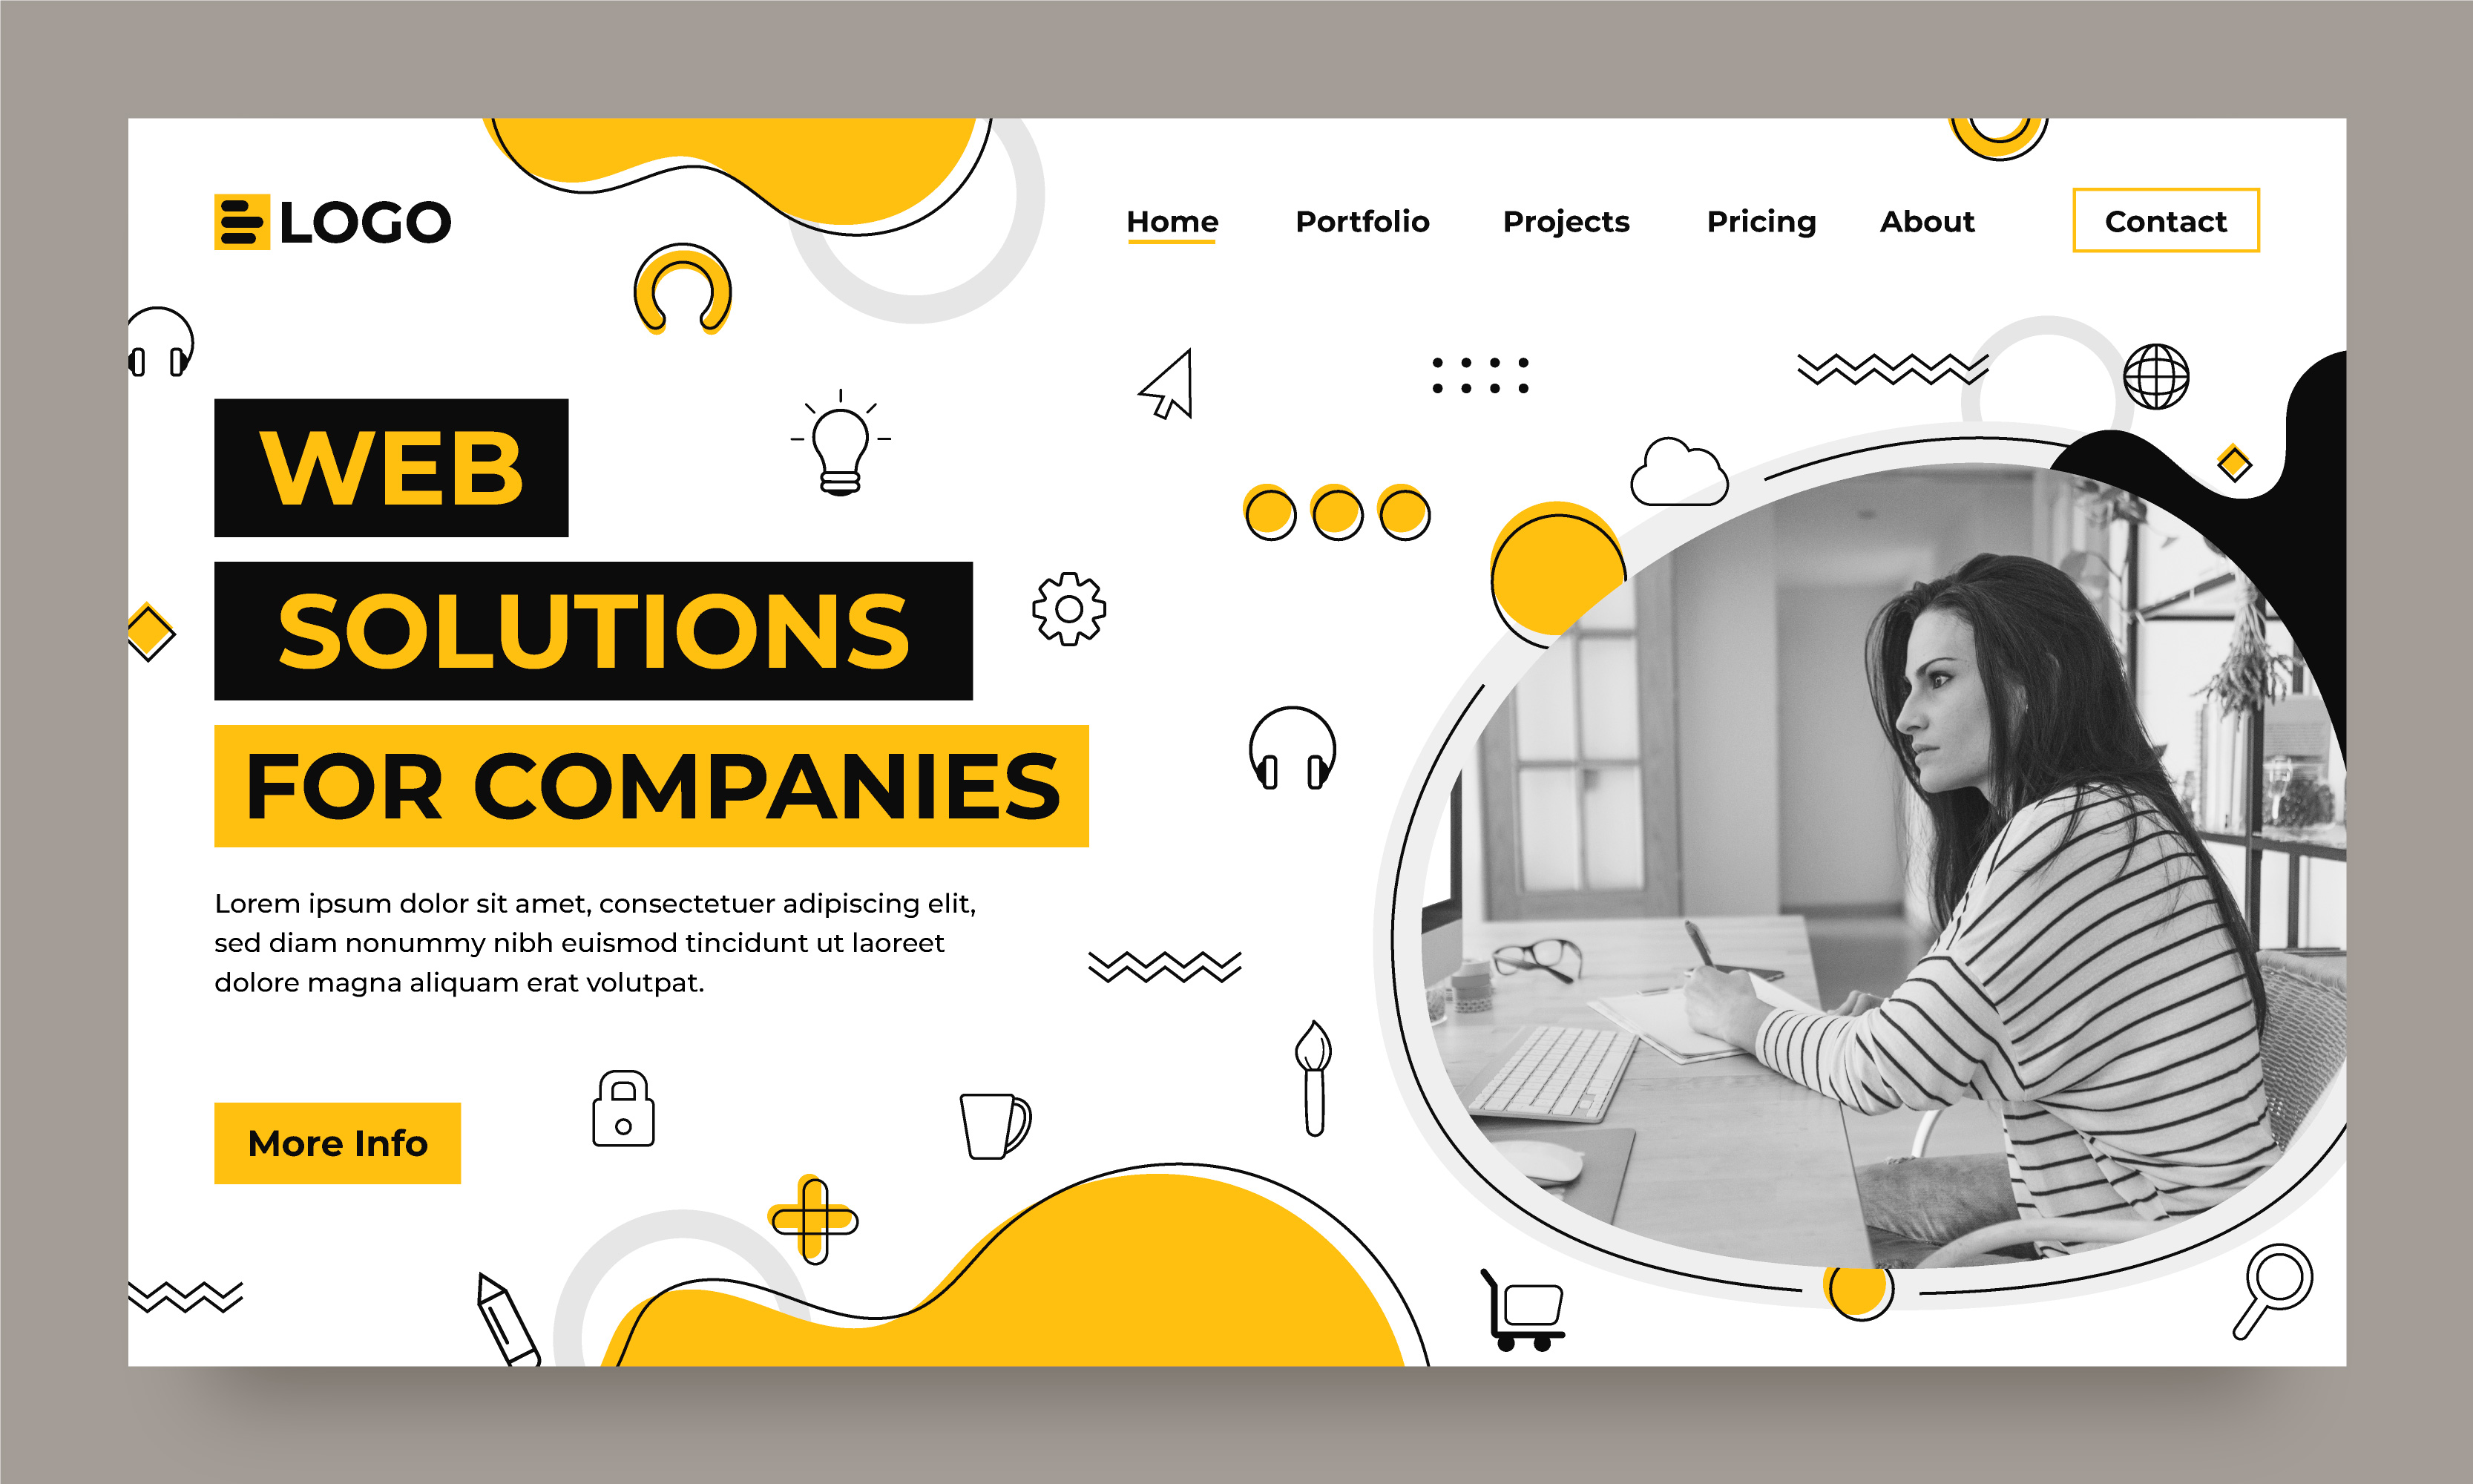 LOGO
Home Portfolio Projects Pricing About Contact
WEB
SOLUTIONS
FOR COMPANIES
Lorem ipsum dolor sit amet, consectetuer adipiscing elit,
sed diam nonummy nibh euismod tincidunt ut laoreet
dolore magna aliquam erat volutpat.
More Info